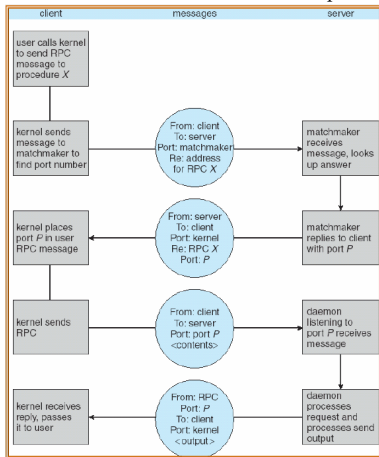 client
messages
server
user calls kernel
to send RPC
message to
procedure X
kernel sends
message to
matchmaker to
find port number
From: client
To: server
Port: matchmaker
Re: address
for RPC X
matchmaker
receives
message, looks
up answer
kernel places
port P in user
RPC message
From: server
To: client
Port: kernel
Re: RPC X
Port: P
matchmaker
replies to client
with port P
kernel sends
RPC
From: client
To: server
Port: port P
<contents>
daemon
listening to
port P receives
message
kernel receives
reply, passes
it to user
From: RPC
Port: P
To: client
Port: kernel
<output>
daemon
processes
request and
processes send
output